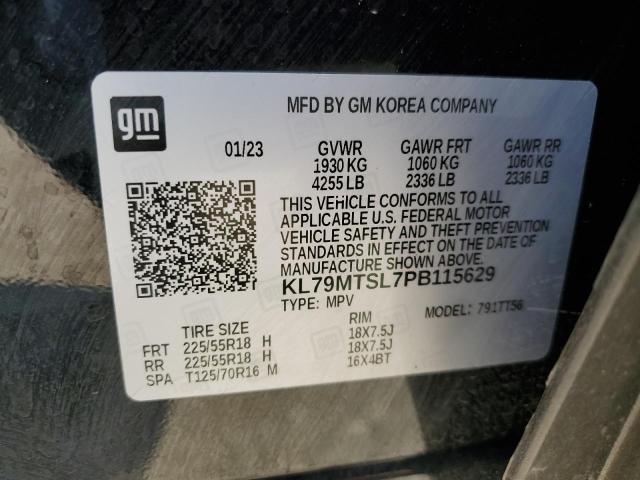 gm
MFD BY GM KOREA COMPANY
01/23 GVWR GAWR FRT GAWR RR
1930 KG 1060 KG 1060 KG
4255 LB 2336 LB 2336 LB
THIS VEHICLE CONFORMS TO ALL
APPLICABLE U.S. FEDERAL MOTOR
VEHICLE SAFETY AND THEFT PREVENTION
STANDARDS IN EFFECT ON THE DATE OF
MANUFACTURE SHOWN ABOVE.
KL79MTSL7PB115629
TYPE: MPV MODEL: 791TT56
TIRE SIZE RIM
FRT 225/55R18 H 18X7.5J
RR 225/55R18 H 18X7.5J
SPA T125/70R16 M 16X4BT